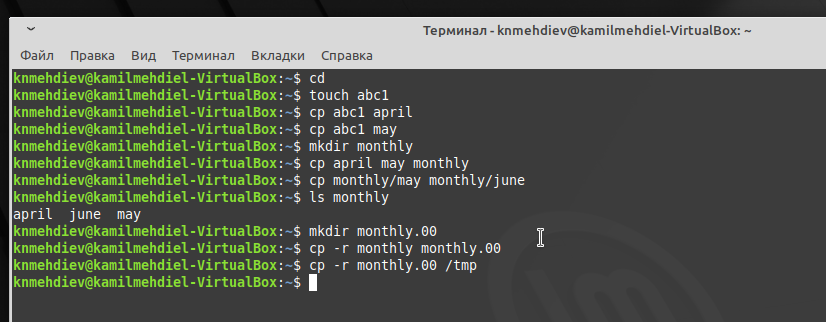 Терминал - knmehdiev@kamilmehdiel-VirtualBox: ~
Файл Правка Вид Терминал Вкладки Справка
knmehdiev@kamilmehdiel-VirtualBox:~$ cd
knmehdiev@kamilmehdiel-VirtualBox:~$ touch abc1
knmehdiev@kamilmehdiel-VirtualBox:~$ cp abc1 april
knmehdiev@kamilmehdiel-VirtualBox:~$ cp abc1 may
knmehdiev@kamilmehdiel-VirtualBox:~$ mkdir monthly
knmehdiev@kamilmehdiel-VirtualBox:~$ cp april may monthly
knmehdiev@kamilmehdiel-VirtualBox:~$ cp monthly/may monthly/june
knmehdiev@kamilmehdiel-VirtualBox:~$ ls monthly
april  june  may
knmehdiev@kamilmehdiel-VirtualBox:~$ mkdir monthly.00
knmehdiev@kamilmehdiel-VirtualBox:~$ cp -r monthly monthly.00
knmehdiev@kamilmehdiel-VirtualBox:~$ cp -r monthly.00 /tmp
knmehdiev@kamilmehdiel-VirtualBox:~$